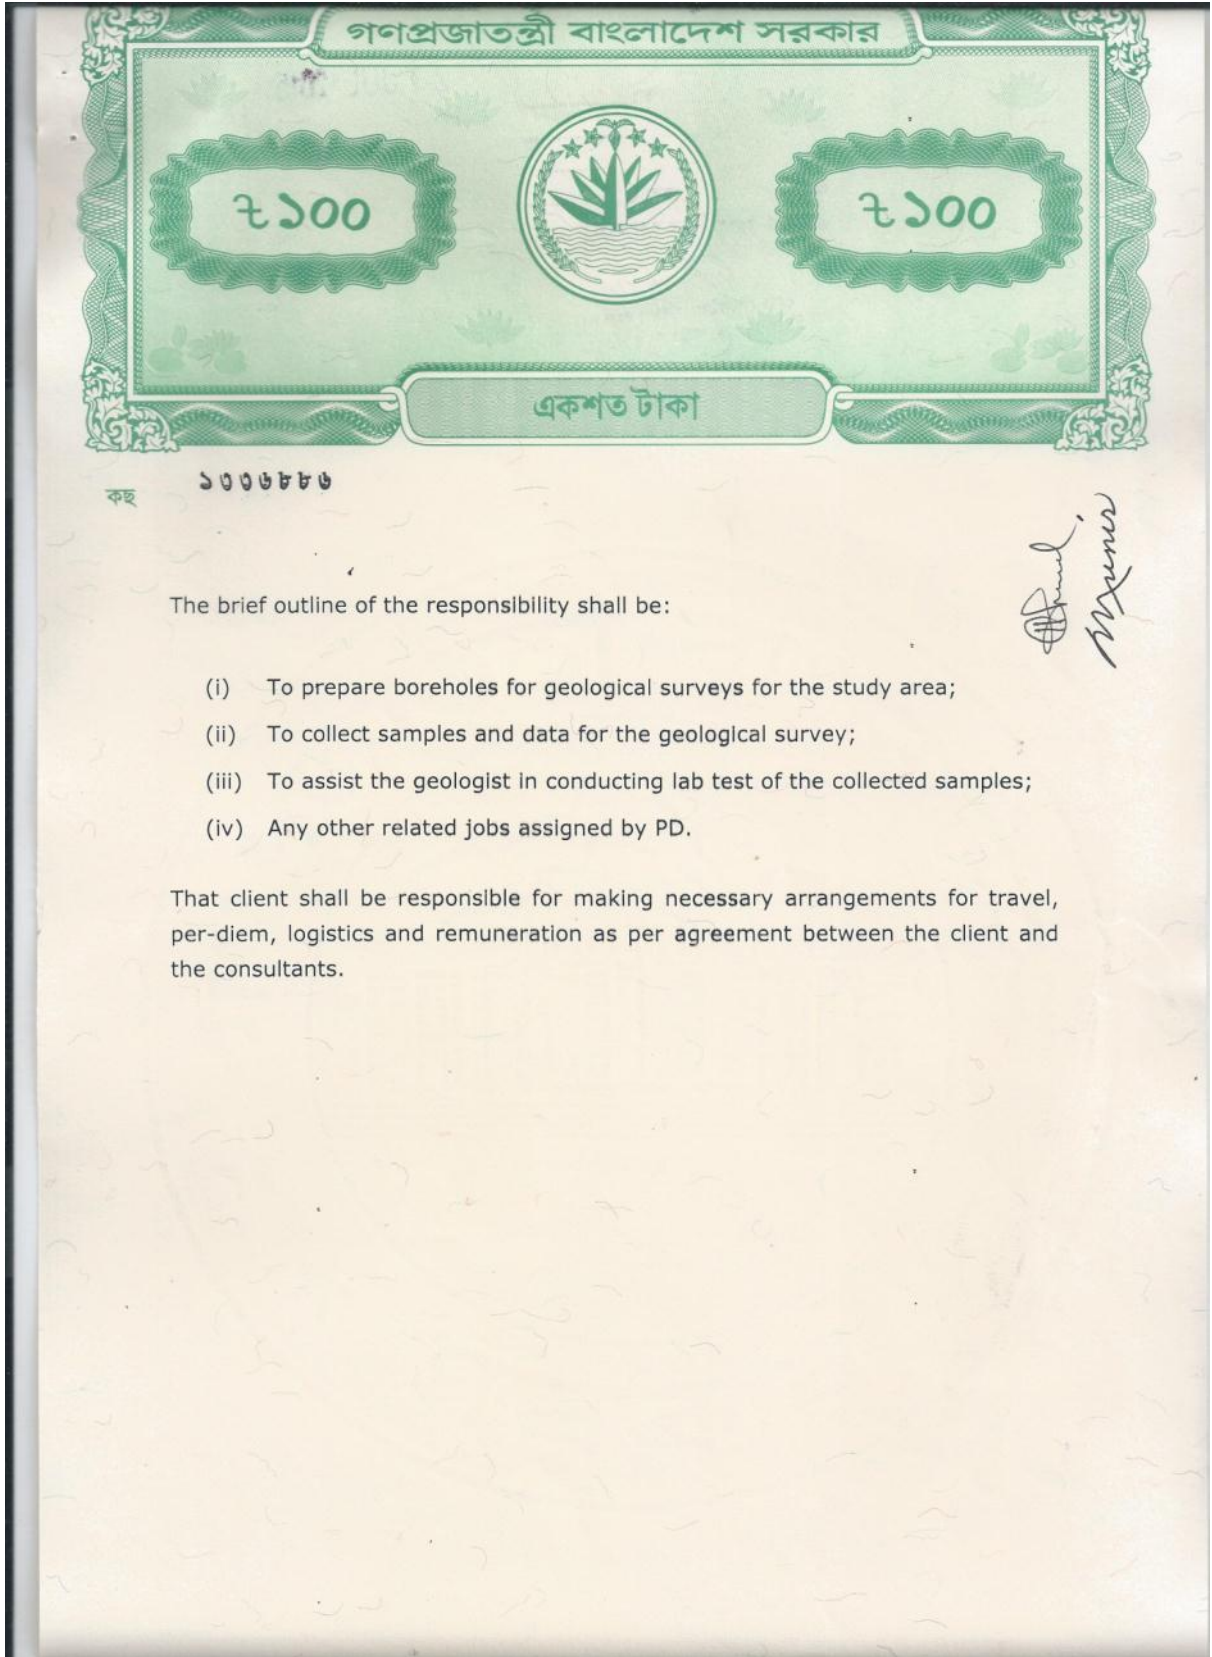 গণপ্রজাতন্ত্রী বাংলাদেশ সরকার
৳১০০
৳১০০
একশত টাকা
কছ ১৩৩৬৮৮৬
The brief outline of the responsibility shall be:
(i) To prepare boreholes for geological surveys for the study area;
(ii) To collect samples and data for the geological survey;
(iii) To assist the geologist in conducting lab test of the collected samples;
(iv) Any other related jobs assigned by PD.
That client shall be responsible for making necessary arrangements for travel,
per-diem, logistics and remuneration as per agreement between the client and
the consultants.